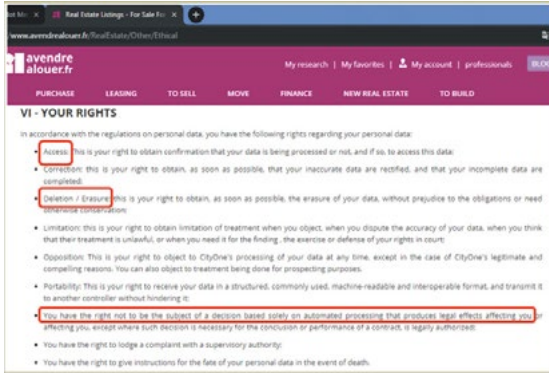 Real Estate Listings - For Sale For
www.avendrealouer.fr/RealEstate/Other/Ethical
avendre
alouer.fr
My research | My favorites | My account | professionals
BLOG
PURCHASE LEASING TO SELL MOVE FINANCE NEW REAL ESTATE TO BUILD
VI - YOUR RIGHTS
In accordance with the regulations on personal data, you have the following rights regarding your personal data:
• Access: This is your right to obtain confirmation that your data is being processed or not, and if so, to access this data;
• Correction: this is your right to obtain, as soon as possible, that your inaccurate data are rectified, and that your incomplete data are
completed;
• Deletion / Erasure: this is your right to obtain, as soon as possible, the erasure of your data, without prejudice to the obligations or need
otherwise conservation;
• Limitation: this is your right to obtain limitation of treatment when you object, when you dispute the accuracy of your data, when you think
that their treatment is unlawful, or when you need it for the finding , the exercise or defense of your rights in court;
• Opposition: This is your right to object to CityOne's processing of your data at any time, except in the case of CityOne's legitimate and
compelling reasons. You can also object to treatment being done for prospecting purposes.
• Portability: This is your right to receive your data in a structured, commonly used, machine-readable and interoperable format, and transmit it
to another controller without hindering it;
• You have the right not to be the subject of a decision based solely on automated processing that produces legal effects affecting you or
affecting you, except where such decision is necessary for the conclusion or performance of a contract, is legally authorized;
• You have the right to lodge a complaint with a supervisory authority;
• You have the right to give instructions for the fate of your personal data in the event of death.